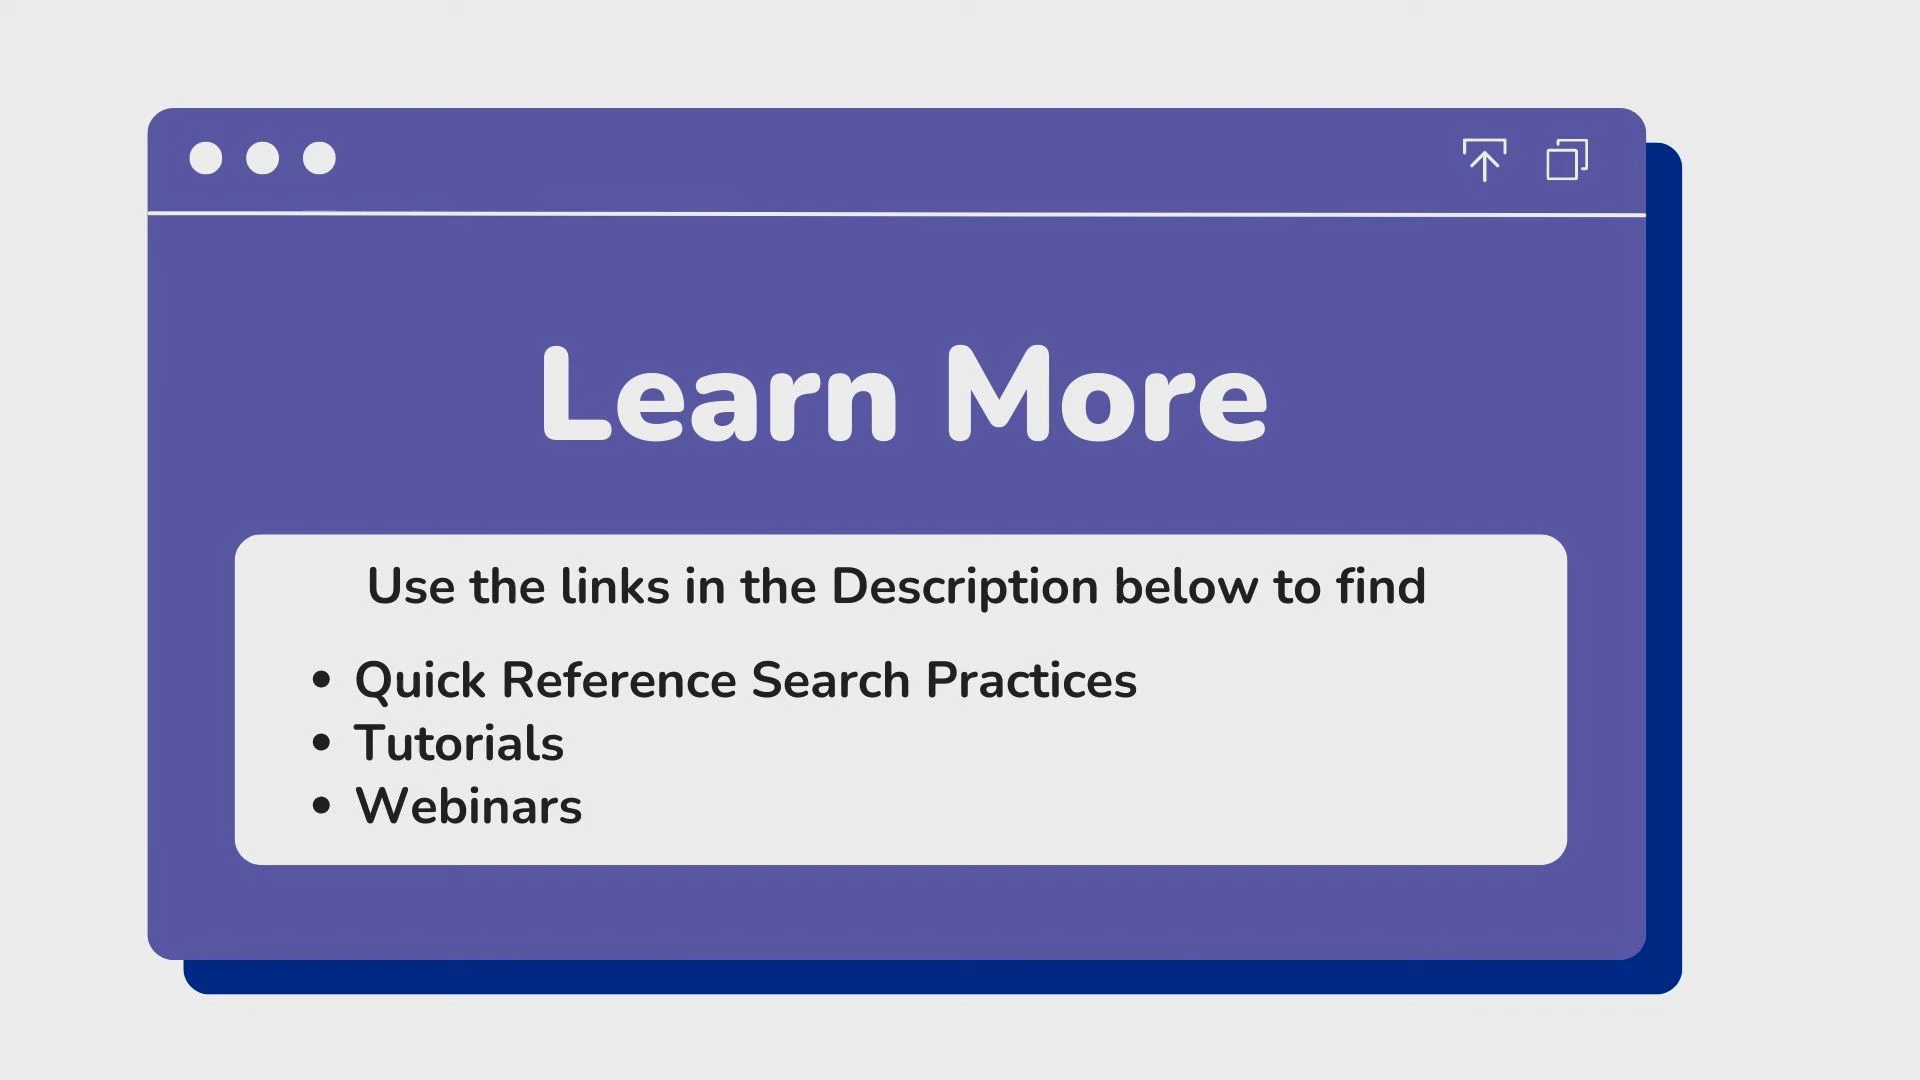 Learn More
Use the links in the Description below to find
• Quick Reference Search Practices
• Tutorials
• Webinars